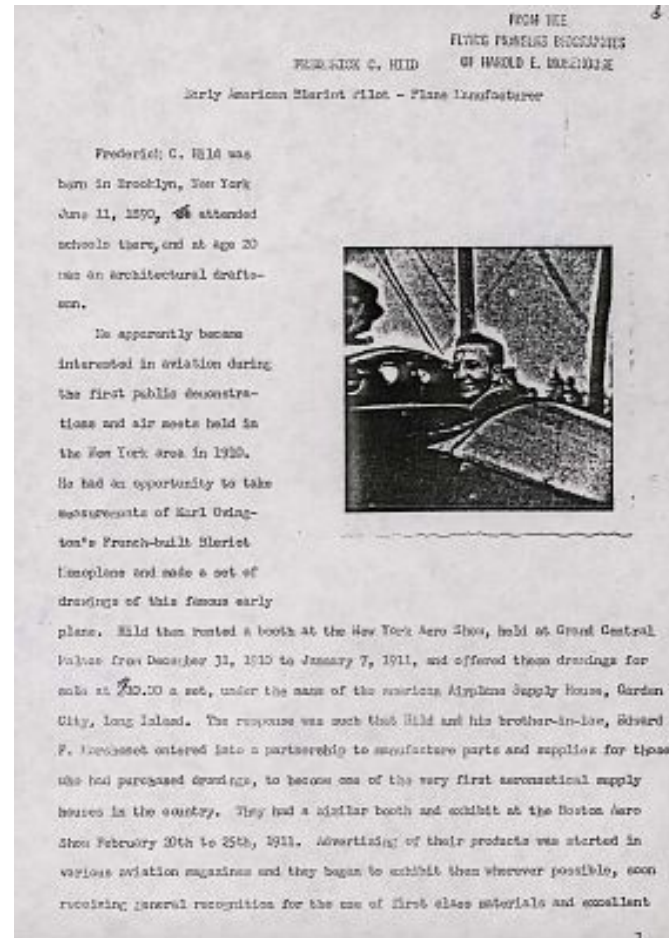 FROM THE
FLYING PIONEERS BIOGRAPHIES
OF HAROLD E. MOREHOUSE
FREDERICK C. HILD
Early American Bleriot Pilot - Plane Manufacturer
Frederick C. Hild was
born in Brooklyn, New York
June 11, 1890, attended
schools there, and at age 20
was an architectural drafts-
man.
He apparently became
interested in aviation during
the first public demonstra-
tions and air meets held in
the New York area in 1910.
He had an opportunity to take
measurements of Earl Oving-
ton's French-built Bleriot
Monoplane and made a set of
drawings of this famous early
plane. Hild then rented a booth at the New York Aero Show, held at Grand Central
Palace from December 31, 1910 to January 7, 1911, and offered these drawings for
sale at a set, under the name of the American Airplane Supply House, Garden
City, Long Island. The response was such that Hild and his brother-in-law, Edward
F. entered into a partnership to manufacture parts and supplies for those
who had purchased drawings, to become one of the very first aeronautical supply
houses in the country. They had a similar booth and exhibit at the Boston Aero
Show February 20th to 25th, 1911. Advertizing of their products was started in
various aviation magazines and they began to exhibit them wherever possible, soon
receiving general recognition for the use of first class materials and excellent